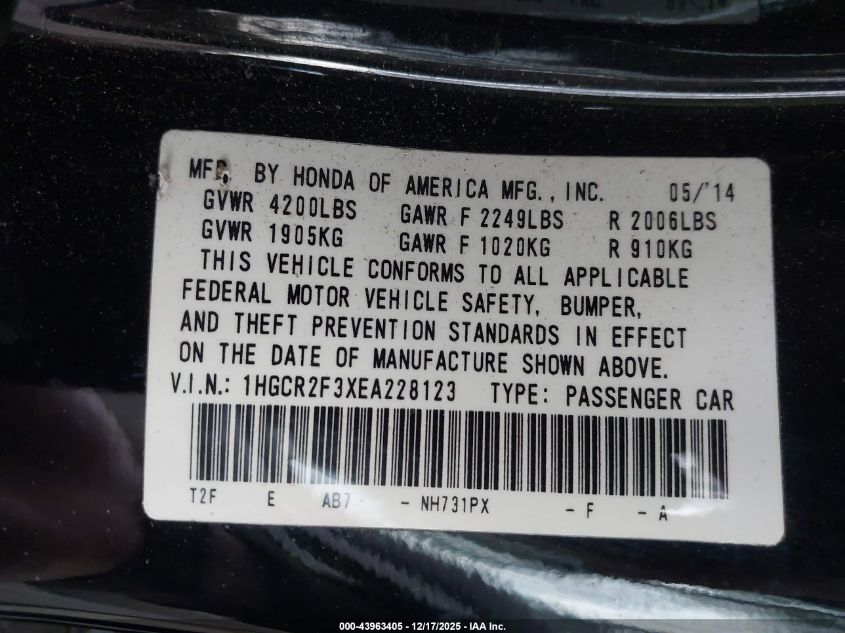 MFD. BY HONDA OF AMERICA MFG., INC. 05/'14
GVWR 4200LBS GAWR F 2249LBS R 2006LBS
GVWR 1905KG GAWR F 1020KG R 910KG
THIS VEHICLE CONFORMS TO ALL APPLICABLE
FEDERAL MOTOR VEHICLE SAFETY, BUMPER,
AND THEFT PREVENTION STANDARDS IN EFFECT
ON THE DATE OF MANUFACTURE SHOWN ABOVE.
V.I.N.: 1HGCR2F3XEA228123 TYPE: PASSENGER CAR
T2F E AB7 - NH731PX - F - A
000-43963405 - 12/17/2025 - IAA Inc.